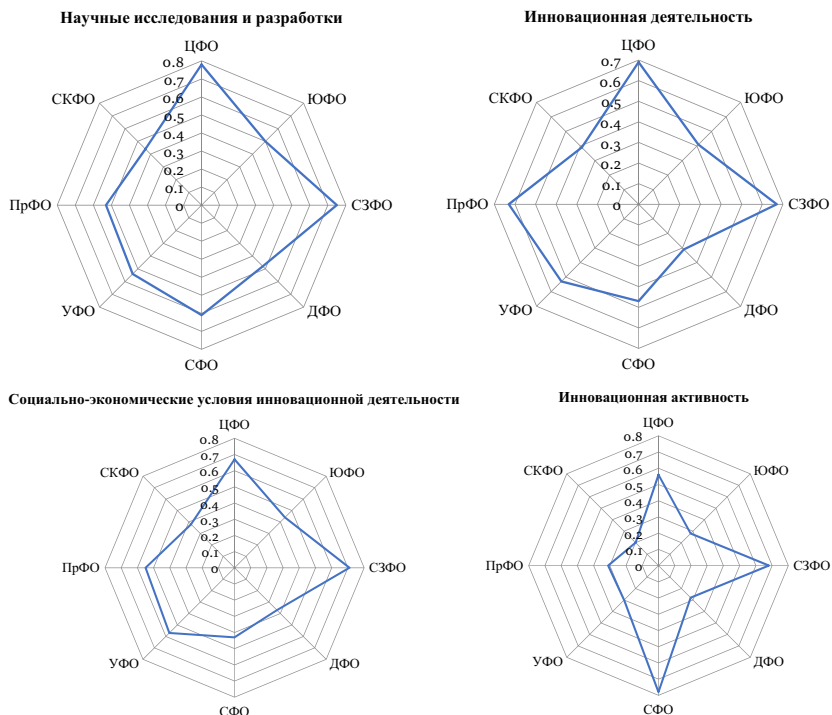 Научные исследования и разработки
ЦФО
0.8
0.7
0.6
0.5
0.4
0.3
0.2
0.1
0
ЮФО
СЗФО
ДФО
СФО
УФО
ПрФО
СКФО
Инновационная деятельность
ЦФО
0.7
0.6
0.5
0.4
0.3
0.2
0.1
0
ЮФО
СЗФО
ДФО
СФО
УФО
ПрФО
СКФО
Социально-экономические условия инновационной деятельности
ЦФО
0.8
0.7
0.6
0.5
0.4
0.3
0.2
0.1
0
ЮФО
СЗФО
ДФО
СФО
УФО
ПрФО
СКФО
Инновационная активность
ЦФО
0.8
0.7
0.6
0.5
0.4
0.3
0.2
0.1
0
ЮФО
СЗФО
ДФО
СФО
УФО
ПрФО
СКФО